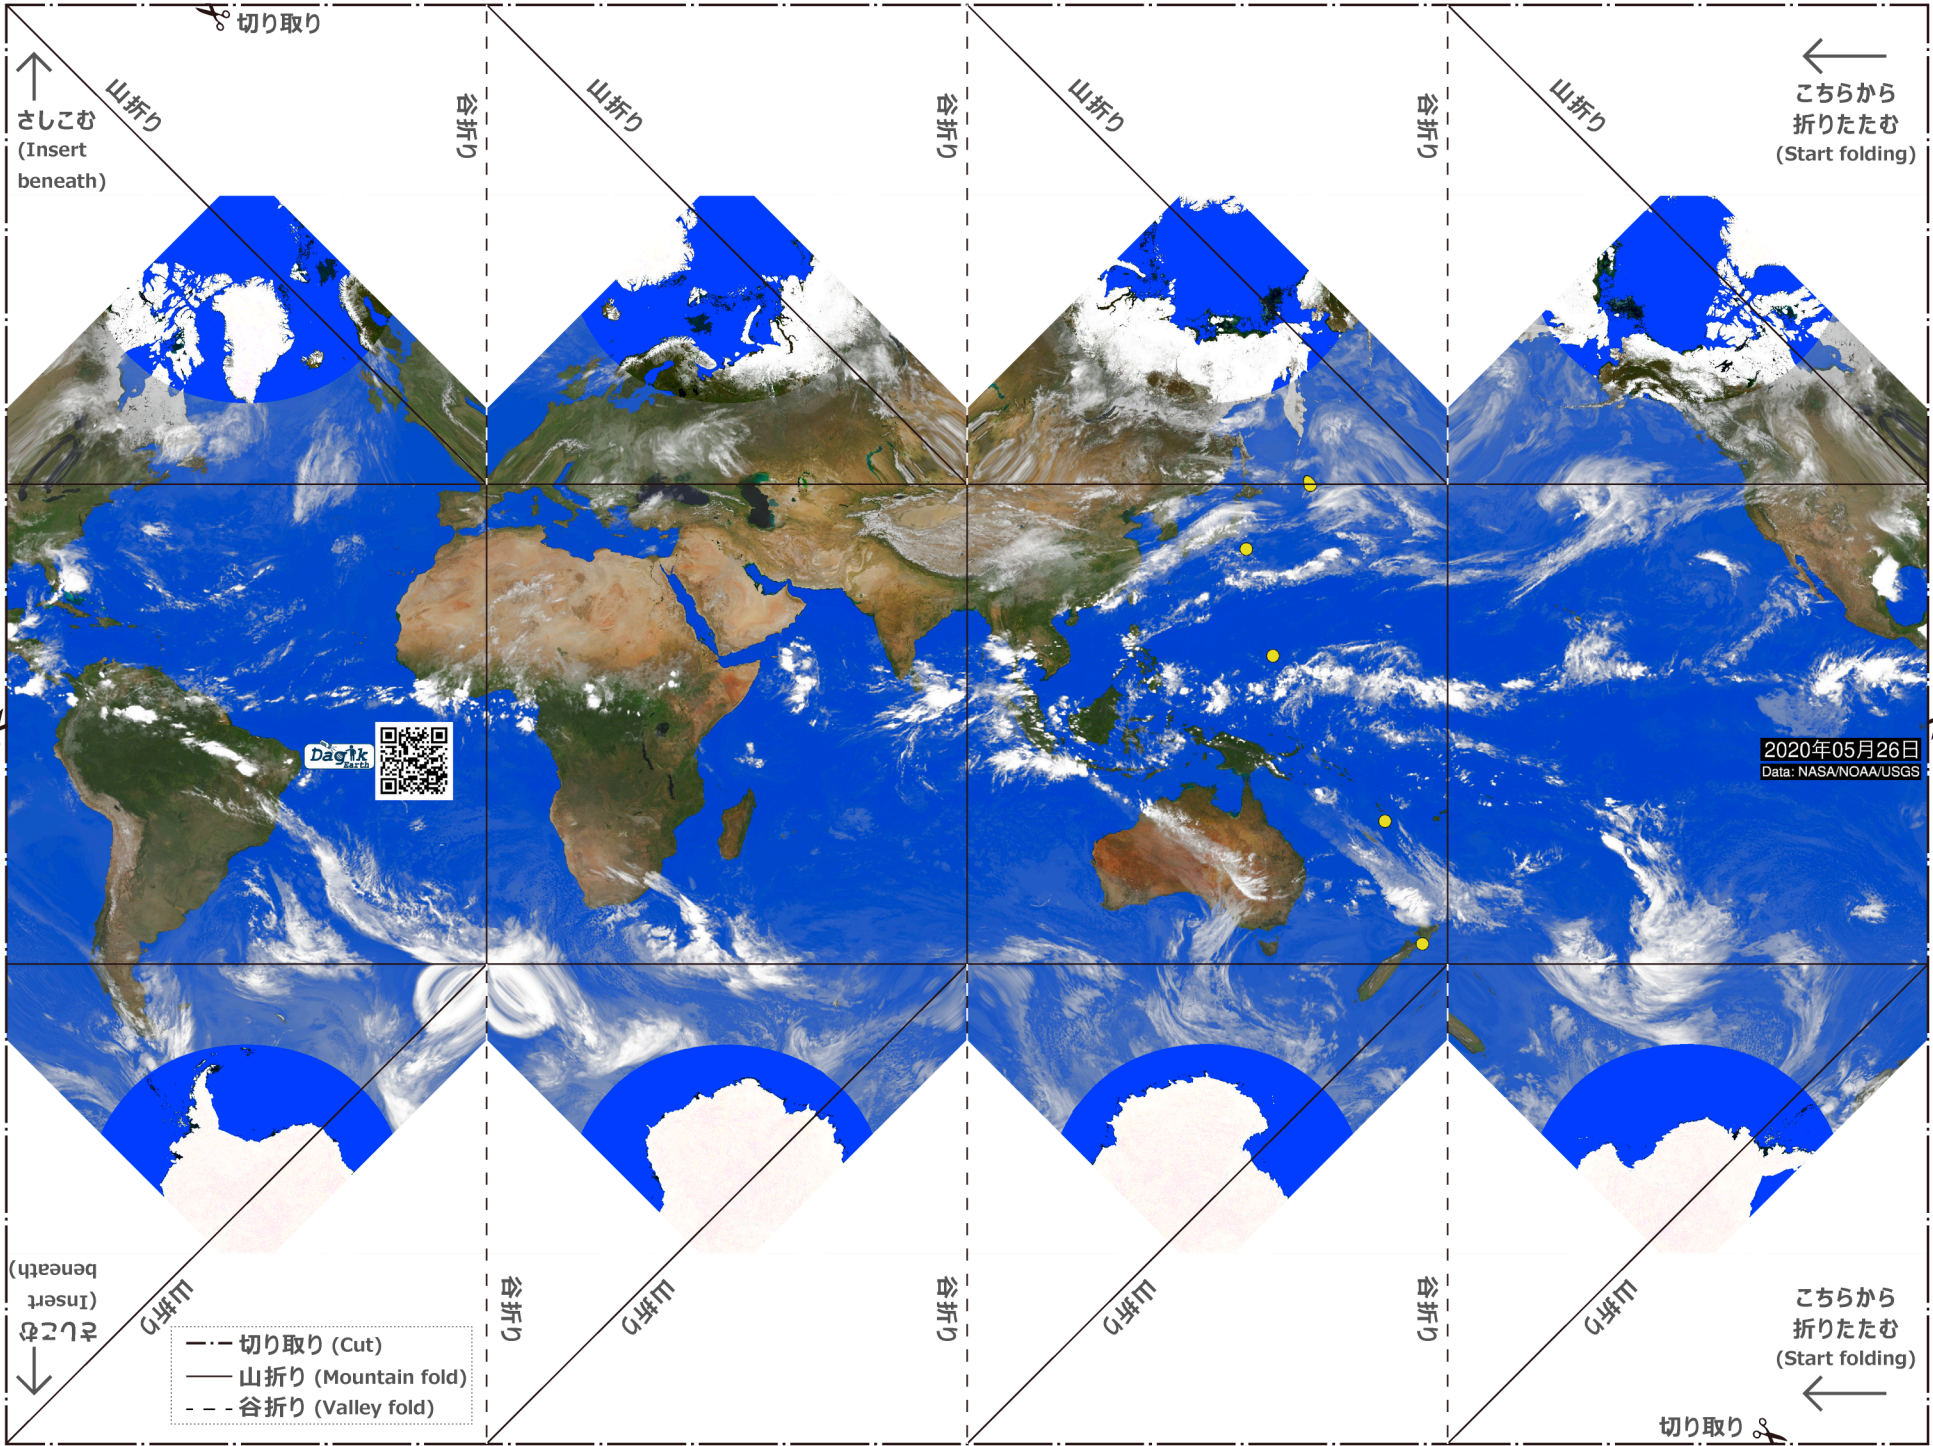 切り取り
山折り
谷折り
山折り
谷折り
山折り
谷折り
山折り
さしこむ
(Insert
beneath)
こちらから
折りたたむ
(Start folding)
Dagik
Earth
2020年05月26日
Data: NASA/NOAA/USGS
さしこむ
(Insert
beneath)
山折り
谷折り
山折り
谷折り
山折り
谷折り
山折り
こちらから
折りたたむ
(Start folding)
切り取り (Cut)
山折り (Mountain fold)
谷折り (Valley fold)
切り取り